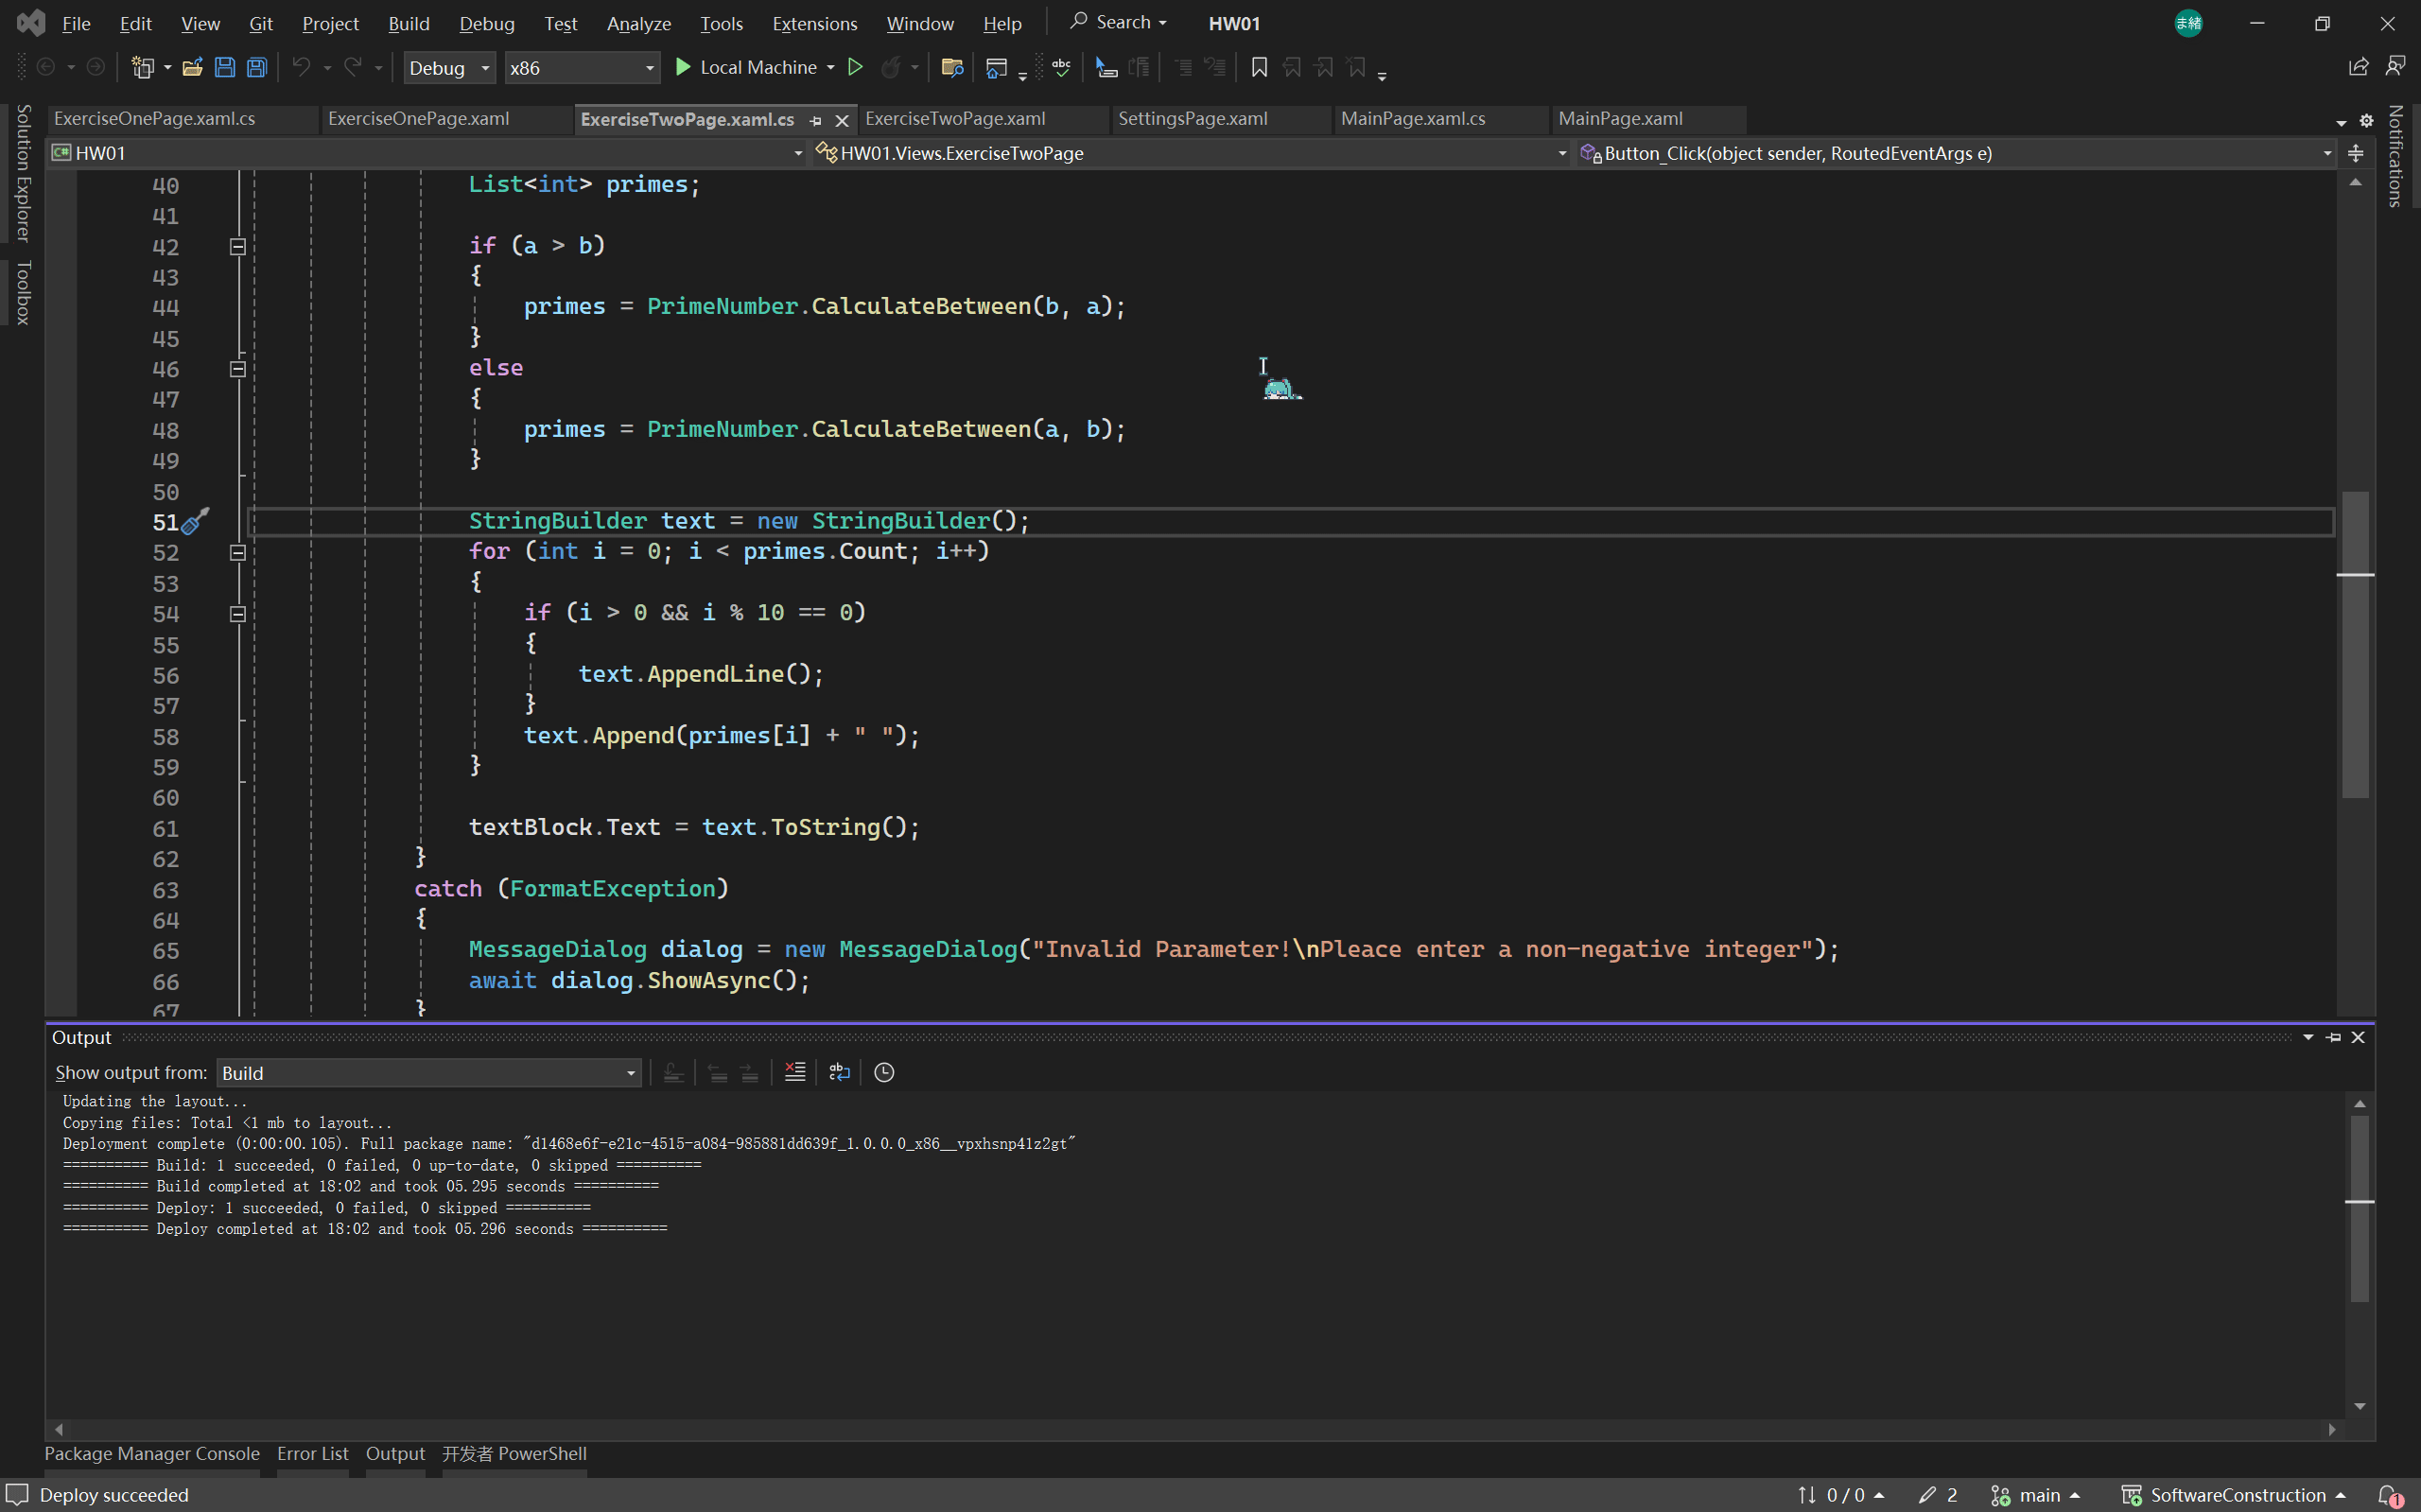 File Edit View Git Project Build Debug Test Analyze Tools Extensions Window Help Search HW01 ま緒
Debug x86 Local Machine abc
Solution Explorer
Toolbox
Notifications
ExerciseOnePage.xaml.cs ExerciseOnePage.xaml ExerciseTwoPage.xaml.cs ExerciseTwoPage.xaml SettingsPage.xaml MainPage.xaml.cs MainPage.xaml
C# HW01 HW01.Views.ExerciseTwoPage Button_Click(object sender, RoutedEventArgs e)
40 List<int> primes;
41
42 if (a > b)
43 {
44 primes = PrimeNumber.CalculateBetween(b, a);
45 }
46 else
47 {
48 primes = PrimeNumber.CalculateBetween(a, b);
49 }
50
51 StringBuilder text = new StringBuilder();
52 for (int i = 0; i < primes.Count; i++)
53 {
54 if (i > 0 && i % 10 == 0)
55 {
56 text.AppendLine();
57 }
58 text.Append(primes[i] + " ");
59 }
60
61 textBlock.Text = text.ToString();
62 }
63 catch (FormatException)
64 {
65 MessageDialog dialog = new MessageDialog("Invalid Parameter!\nPleace enter a non-negative integer");
66 await dialog.ShowAsync();
67 }
Output
Show output from: Build
Updating the layout...
Copying files: Total <1 mb to layout...
Deployment complete (0:00:00.105). Full package name: "d1468e6f-e21c-4515-a084-985881dd639f_1.0.0.0_x86__vpxhsnp41z2gt"
========== Build: 1 succeeded, 0 failed, 0 up-to-date, 0 skipped ==========
========== Build completed at 18:02 and took 05.295 seconds ==========
========== Deploy: 1 succeeded, 0 failed, 0 skipped ==========
========== Deploy completed at 18:02 and took 05.296 seconds ==========
Package Manager Console Error List Output 开发者 PowerShell
Deploy succeeded 0 / 0 2 main SoftwareConstruction 1